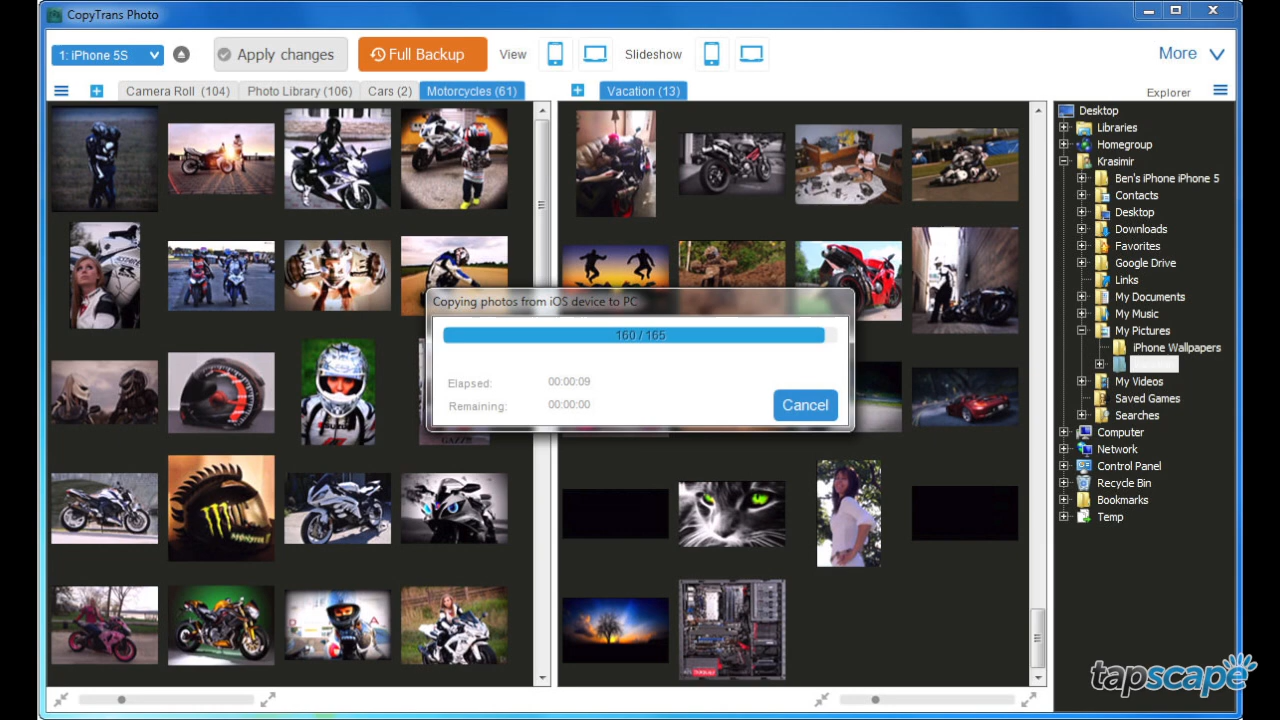 CopyTrans Photo
1: iPhone 5S
Apply changes
Full Backup
View
Slideshow
More
Camera Roll (104)
Photo Library (106)
Cars (2)
Motorcycles (61)
Vacation (13)
Explorer
Desktop
Libraries
Homegroup
Krasimir
Ben's iPhone iPhone 5
Contacts
Desktop
Downloads
Favorites
Google Drive
Links
My Documents
My Music
My Pictures
iPhone Wallpapers
My Videos
Saved Games
Searches
Computer
Network
Control Panel
Recycle Bin
Bookmarks
Temp
Copying photos from iOS device to PC
160 / 165
Elapsed: 00:00:09
Remaining: 00:00:00
Cancel
tapscape